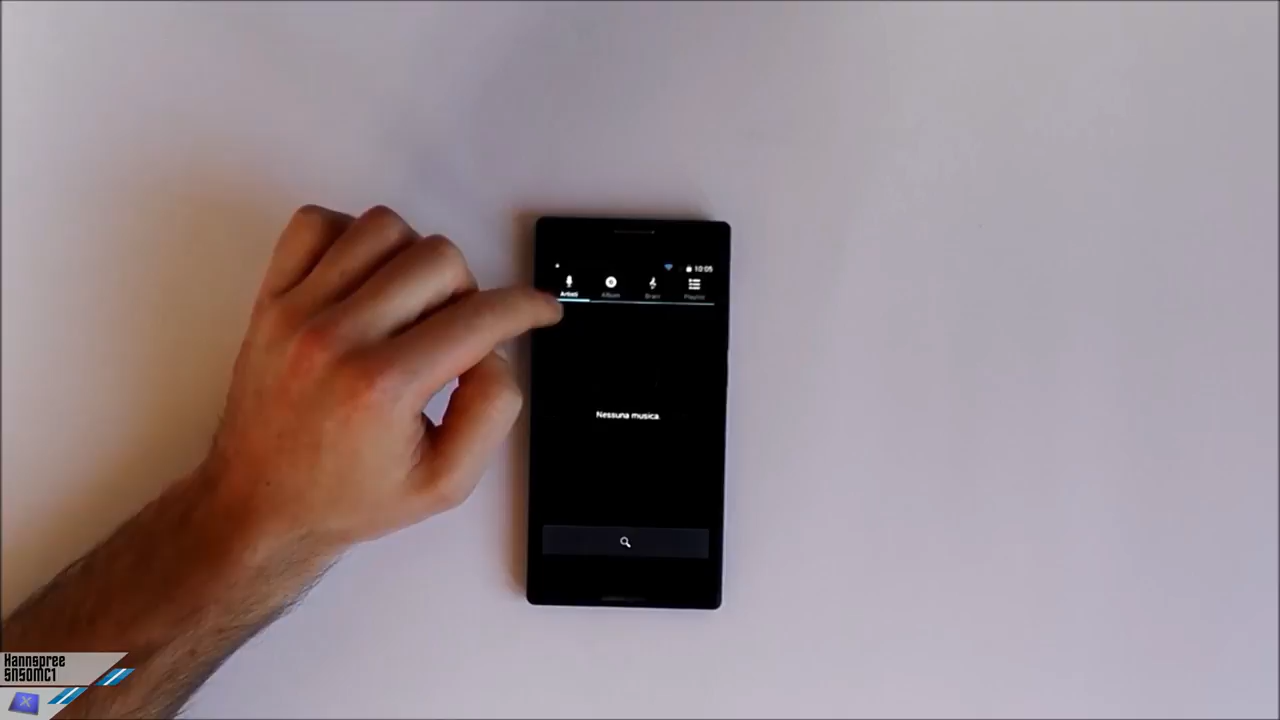 10:05
Artisti Album Brani Playlist
Nessuna musica.
Hannspree
SN50MC1
X